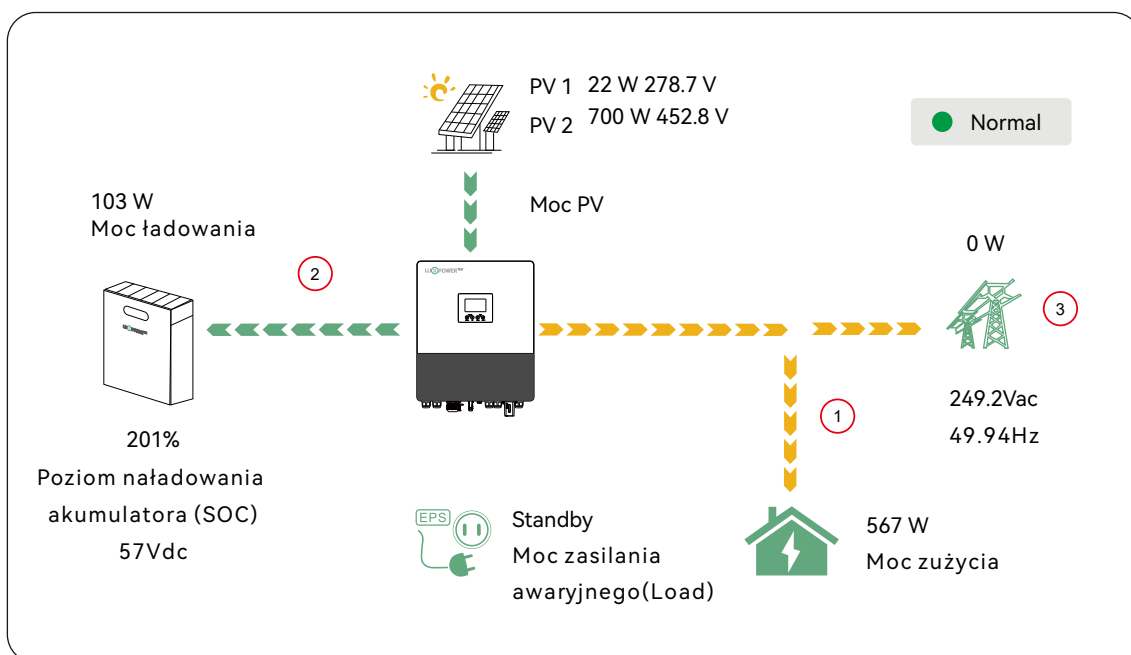 PV 1 22 W 278.7 V
PV 2 700 W 452.8 V
Normal
103 W
Moc ładowania
Moc PV
0 W
2
LUXPOWER
3
1
249.2Vac
49.94Hz
201%
Poziom naładowania
akumulatora (SOC)
57Vdc
EPS
Standby
Moc zasilania
awaryjnego(Load)
567 W
Moc zużycia